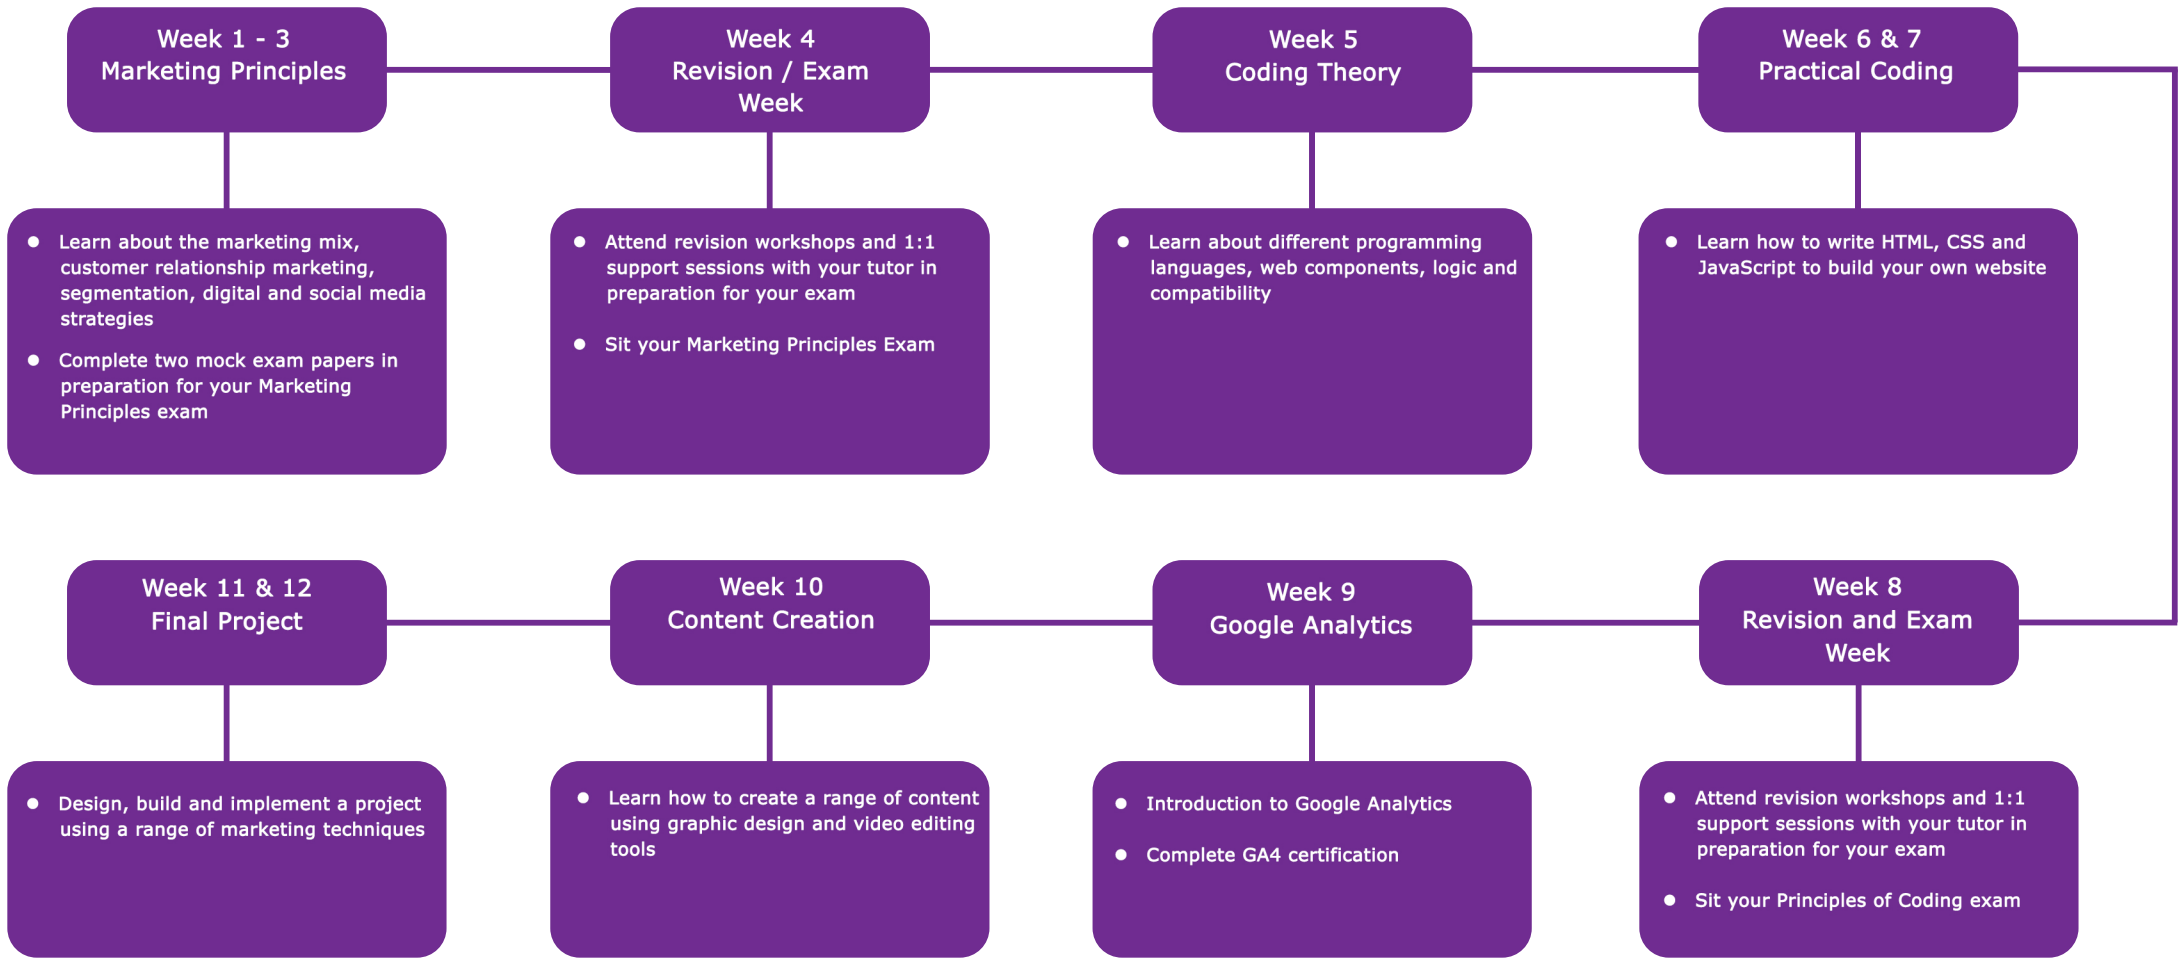 Week 1 - 3
Marketing Principles
Week 4
Revision / Exam
Week
Week 5
Coding Theory
Week 6 & 7
Practical Coding
● Learn about the marketing mix,
customer relationship marketing,
segmentation, digital and social media
strategies
● Complete two mock exam papers in
preparation for your Marketing
Principles exam
● Attend revision workshops and 1:1
support sessions with your tutor in
preparation for your exam
● Sit your Marketing Principles Exam
● Learn about different programming
languages, web components, logic and
compatibility
● Learn how to write HTML, CSS and
JavaScript to build your own website
Week 8
Revision and Exam
Week
Week 9
Google Analytics
Week 10
Content Creation
Week 11 & 12
Final Project
● Attend revision workshops and 1:1
support sessions with your tutor in
preparation for your exam
● Sit your Principles of Coding exam
● Introduction to Google Analytics
● Complete GA4 certification
● Learn how to create a range of content
using graphic design and video editing
tools
● Design, build and implement a project
using a range of marketing techniques